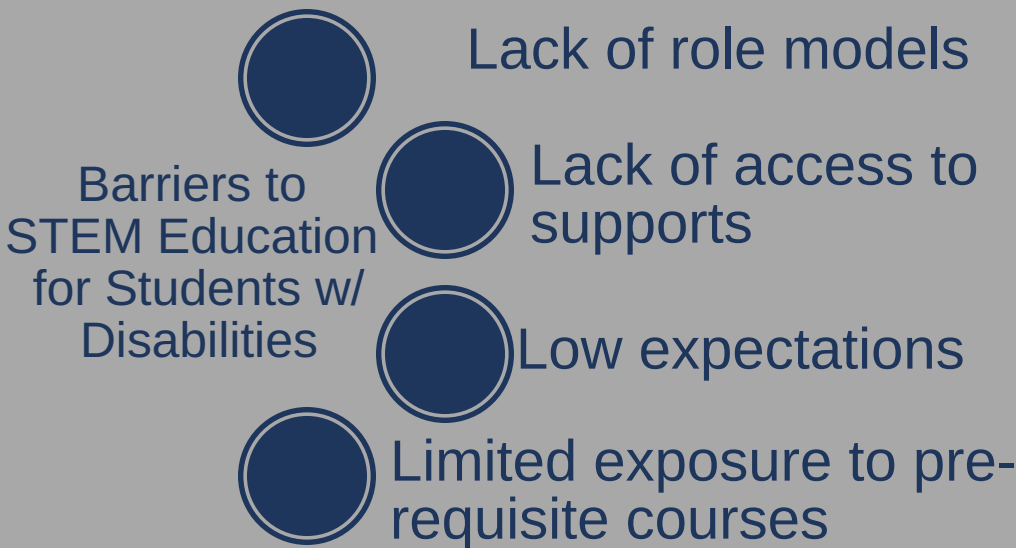 Barriers to
STEM Education
for Students w/
Disabilities
Lack of role models
Lack of access to
supports
Low expectations
Limited exposure to pre-
requisite courses